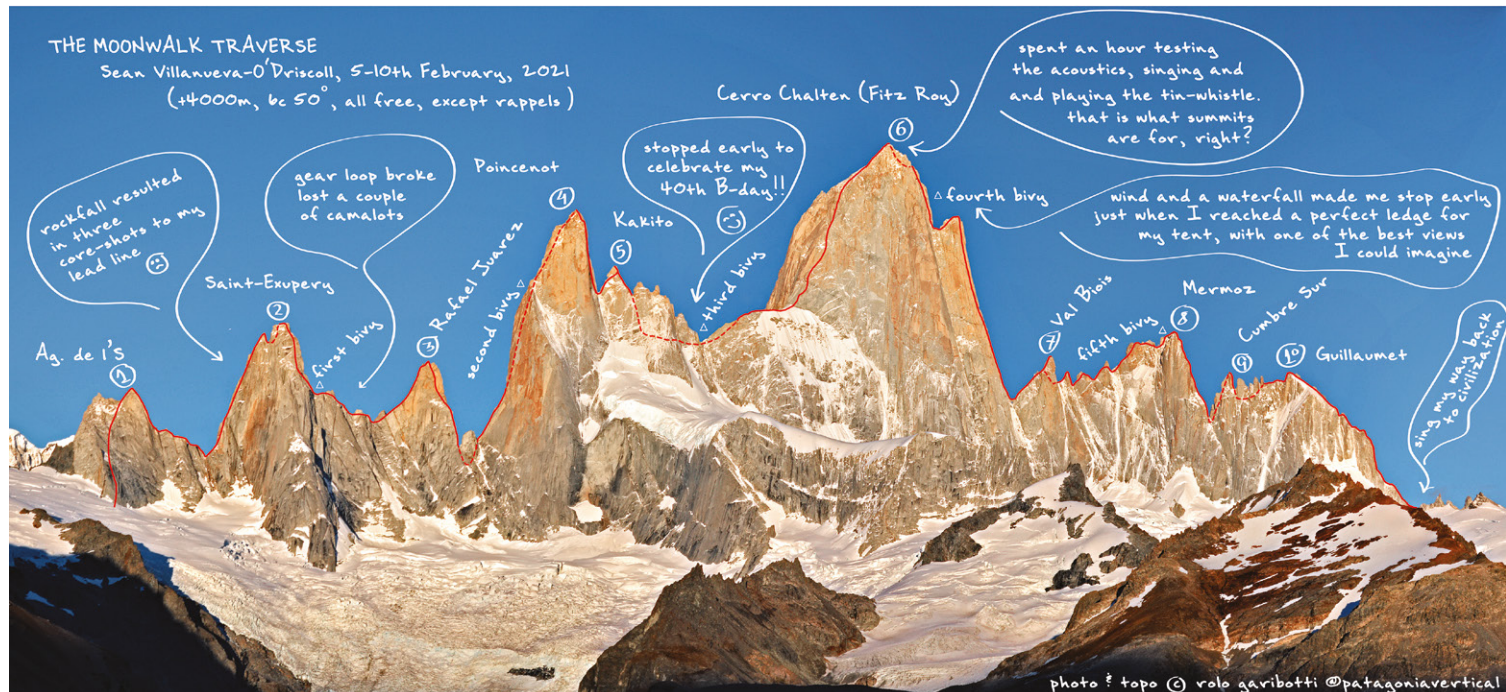 THE MOONWALK TRAVERSE
Sean Villanueva-O'Driscoll, 5-10th February, 2021
(+4000m, 6c 50°, all free, except rappels)
rockfall resulted
in three
core-shots to my
lead line
gear loop broke
lost a couple
of camalots
stopped early to
celebrate my
40th B-day!!
spent an hour testing
the acoustics, singing and
and playing the tin-whistle.
that is what summits
are for, right?
wind and a waterfall made me stop early
just when I reached a perfect ledge for
my tent, with one of the best views
I could imagine
sing my way back
to civilization
Ag. de l'S
1
Saint-Exupery
2
first bivy
3
Rafael Juarez
second bivy
Poincenot
4
Kakito
5
third bivy
Cerro Chalten (Fitz Roy)
6
fourth bivy
7
Val Biois
fifth bivy
Mermoz
8
Cumbre Sur
9
10
Guillaumet
photo & topo © rolo garibotti @patagoniavertical